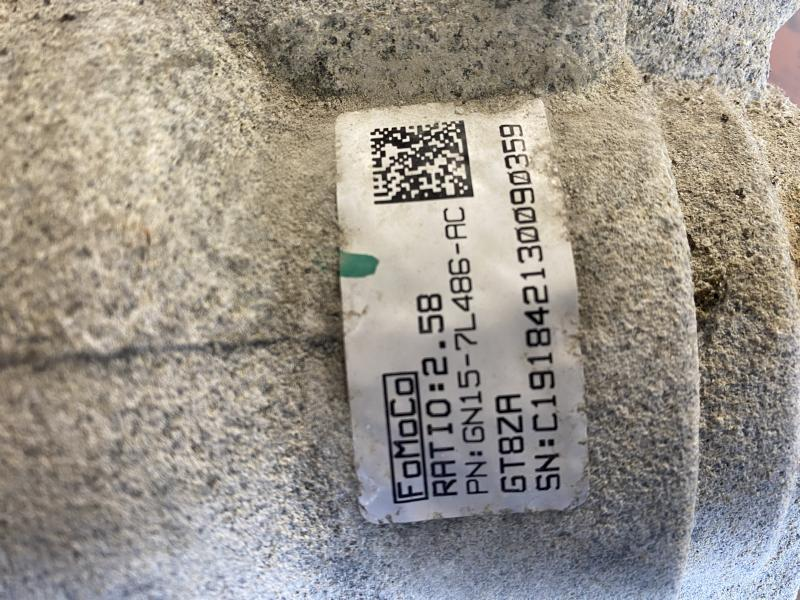 FoMoCo
RATIO:2.58
PN:GN15-7L486-AC
GT8ZA
SN:C191842130090359